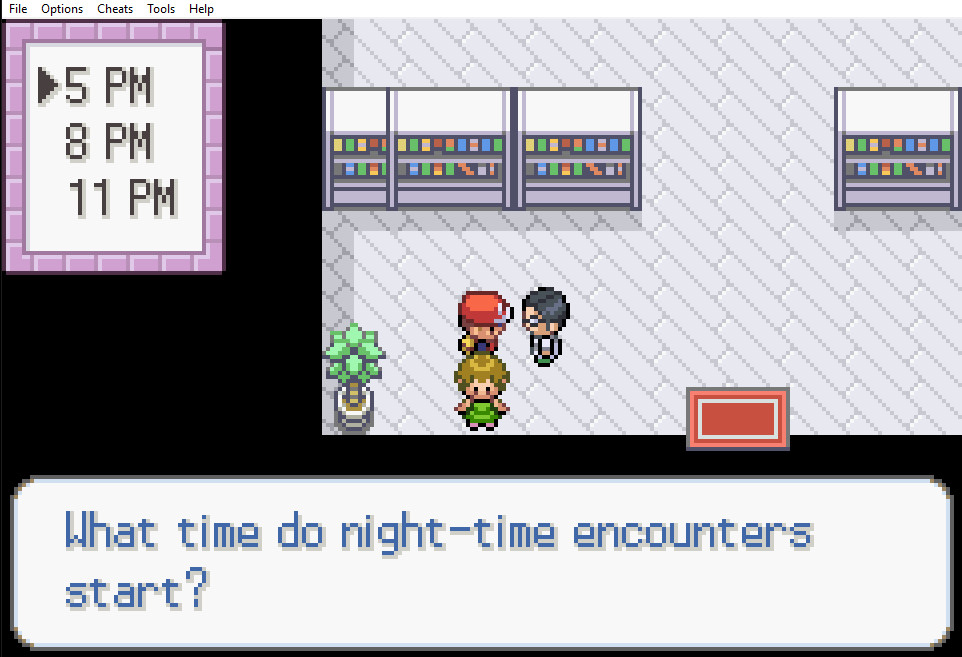 File Options Cheats Tools Help
5 PM
8 PM
11 PM
What time do night-time encounters
start?